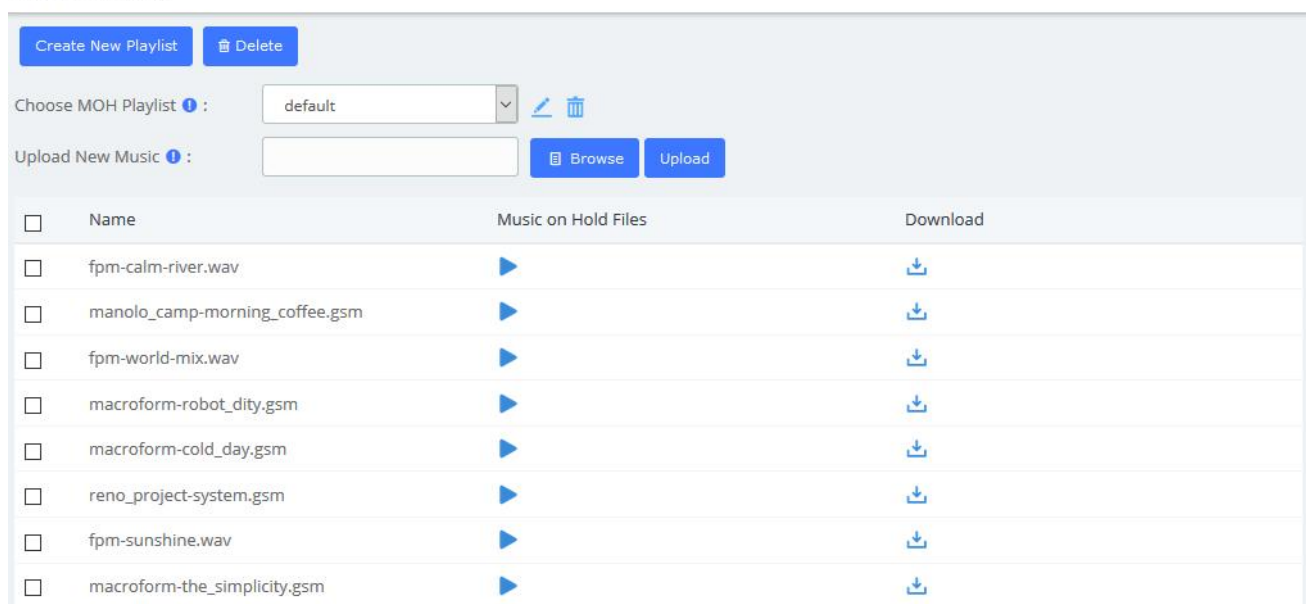 Create New Playlist Delete
Choose MOH Playlist : default
Upload New Music : Browse Upload
Name Music on Hold Files Download
fpm-calm-river.wav
manolo_camp-morning_coffee.gsm
fpm-world-mix.wav
macroform-robot_dity.gsm
macroform-cold_day.gsm
reno_project-system.gsm
fpm-sunshine.wav
macroform-the_simplicity.gsm